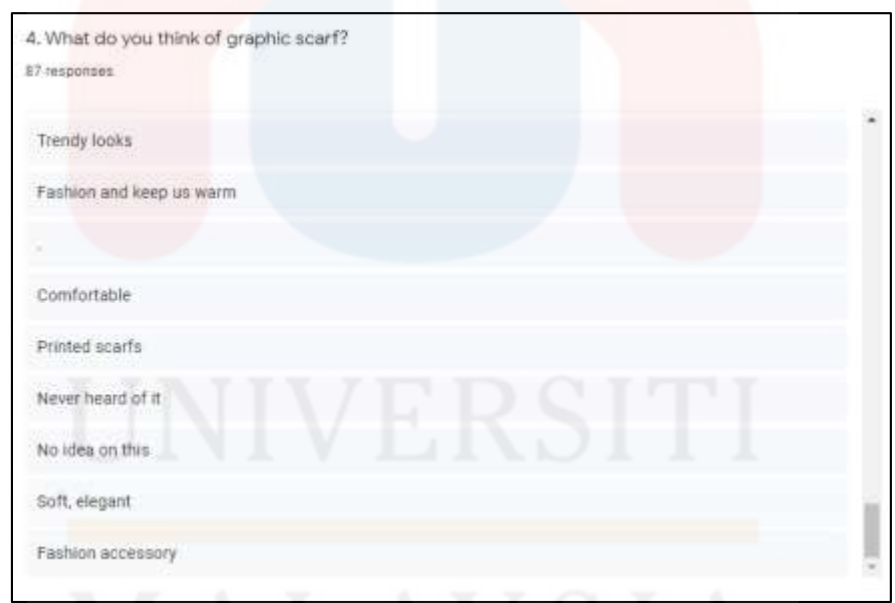 4. What do you think of graphic scarf?
87 responses
Trendy looks
Fashion and keep us warm
.
Comfortable
Printed scarfs
Never heard of it
No idea on this
Soft, elegant
Fashion accessory
UNIVERSITI
MALAYSIA